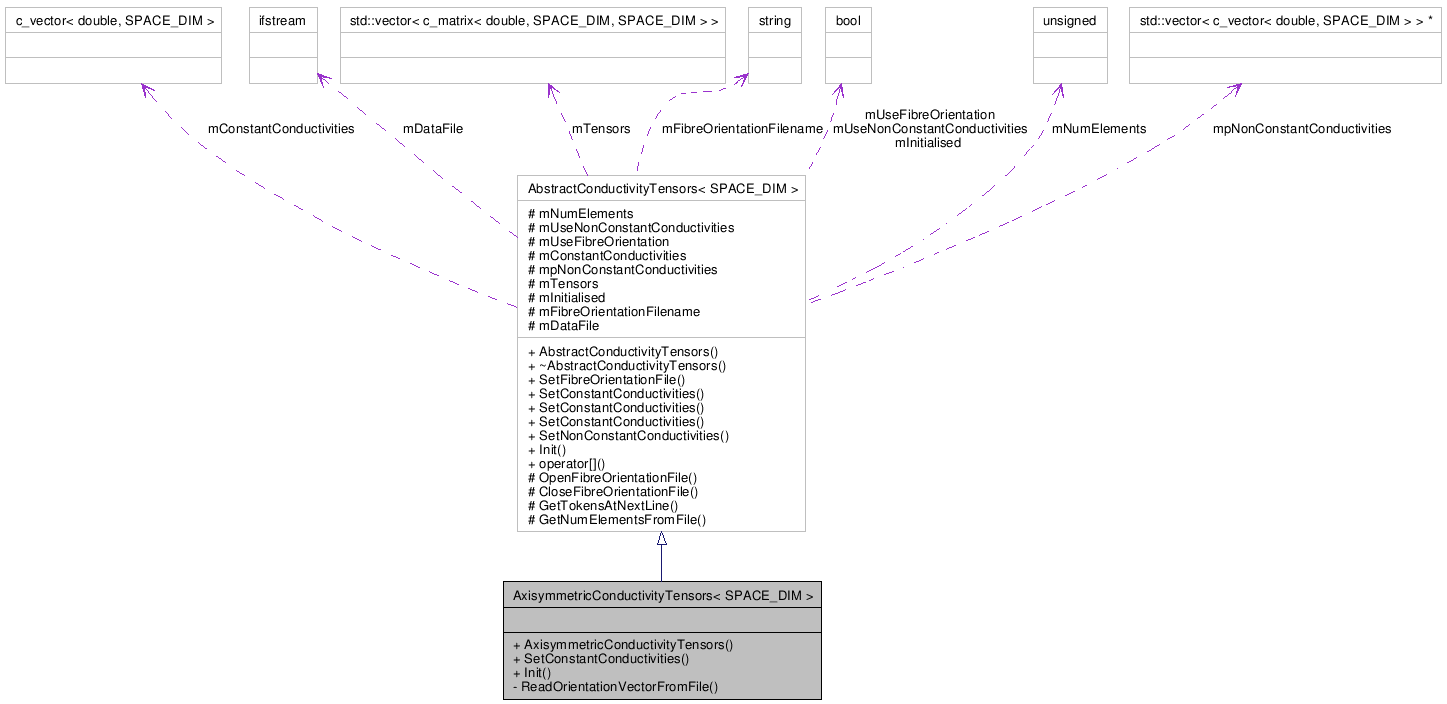 c_vector< double, SPACE_DIM >
ifstream
std::vector< c_matrix< double, SPACE_DIM, SPACE_DIM > >
string
bool
unsigned
std::vector< c_vector< double, SPACE_DIM > > *
mConstantConductivities
mDataFile
mTensors
mFibreOrientationFilename
mUseFibreOrientation
mUseNonConstantConductivities
mInitialised
mNumElements
mpNonConstantConductivities
AbstractConductivityTensors< SPACE_DIM >
# mNumElements
# mUseNonConstantConductivities
# mUseFibreOrientation
# mConstantConductivities
# mpNonConstantConductivities
# mTensors
# mInitialised
# mFibreOrientationFilename
# mDataFile
+ AbstractConductivityTensors()
+ ~AbstractConductivityTensors()
+ SetFibreOrientationFile()
+ SetConstantConductivities()
+ SetConstantConductivities()
+ SetConstantConductivities()
+ SetNonConstantConductivities()
+ Init()
+ operator[]()
# OpenFibreOrientationFile()
# CloseFibreOrientationFile()
# GetTokensAtNextLine()
# GetNumElementsFromFile()
AxisymmetricConductivityTensors< SPACE_DIM >
+ AxisymmetricConductivityTensors()
+ SetConstantConductivities()
+ Init()
- ReadOrientationVectorFromFile()